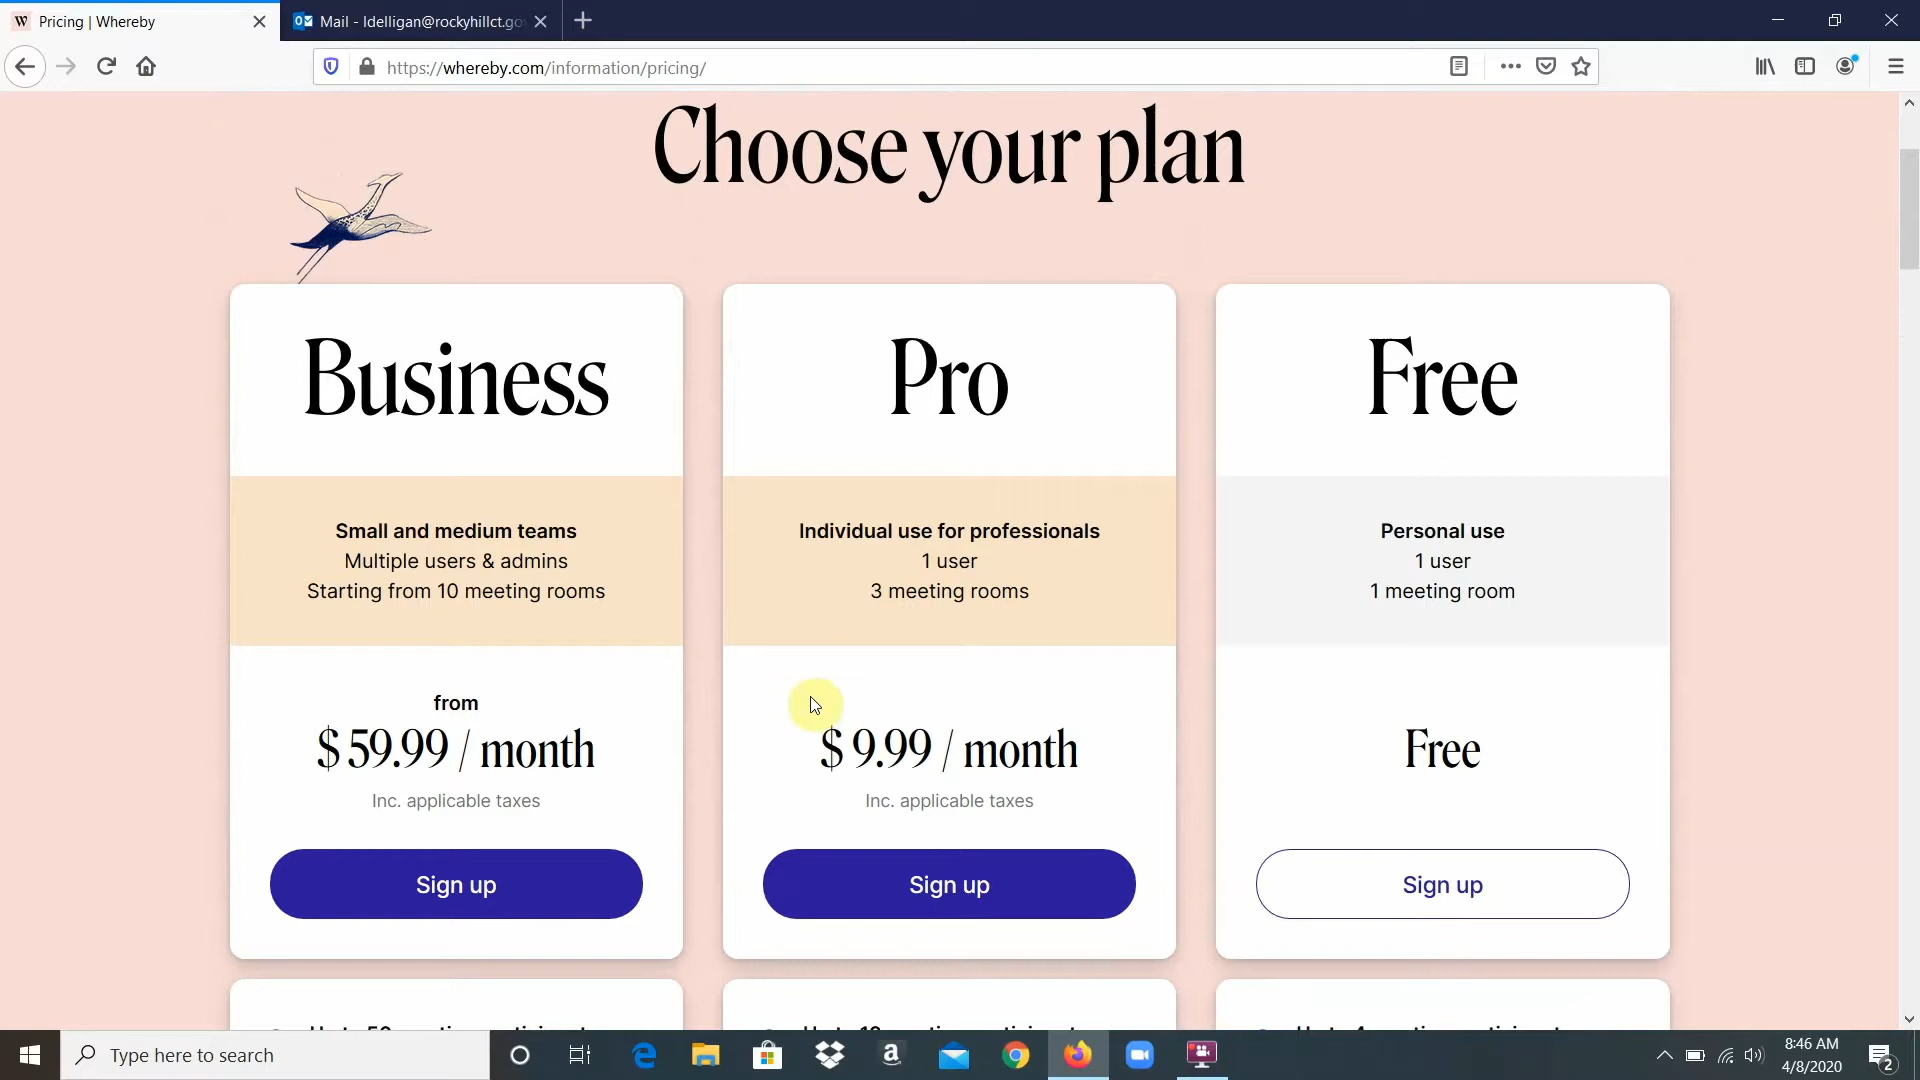 Pricing | Whereby
Mail - ldelligan@rockyhillct.go
https://whereby.com/information/pricing/
Choose your plan
Business
Small and medium teams
Multiple users & admins
Starting from 10 meeting rooms
from
$ 59.99 / month
Inc. applicable taxes
Sign up
Pro
Individual use for professionals
1 user
3 meeting rooms
$ 9.99 / month
Inc. applicable taxes
Sign up
Free
Personal use
1 user
1 meeting room
Free
Sign up
Type here to search
8:46 AM
4/8/2020
2